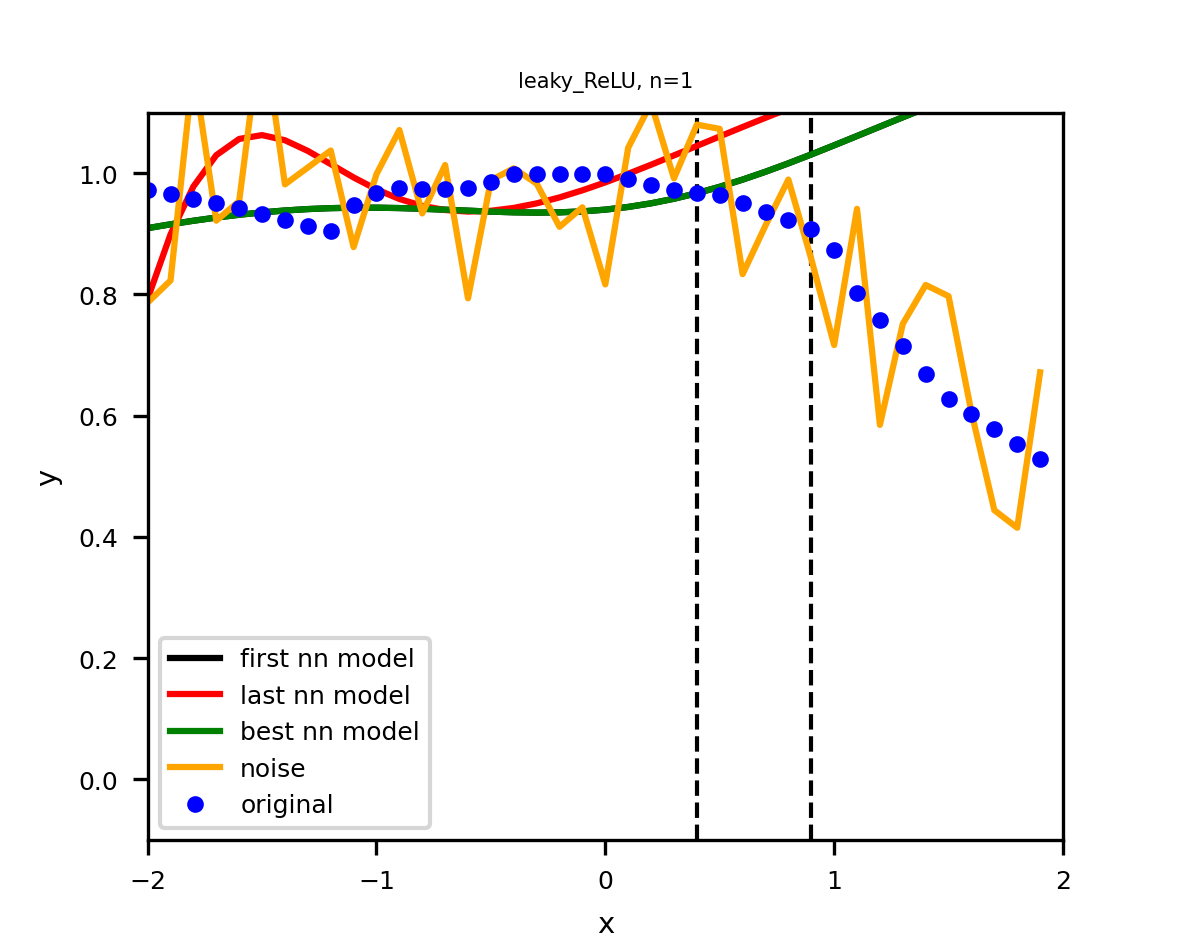 leaky_ReLU, n=1
1.0
0.8
0.6
0.4
0.2
0.0
y
first nn model
last nn model
best nn model
noise
original
−2
−1
0
1
2
x